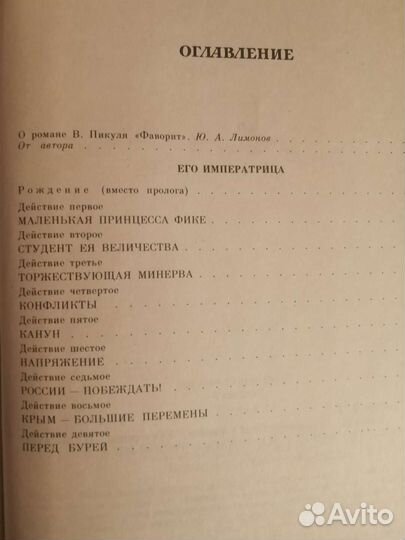 ОГЛАВЛЕНИЕ
О романе В. Пикуля «Фаворит». Ю. А. Лимонов . . . . . . . .
От автора . . . . . . . . . . . . . . . . . . .
ЕГО ИМПЕРАТРИЦА
Рождение (вместо пролога) . . . . . . . . . . . .
Действие первое
МАЛЕНЬКАЯ ПРИНЦЕССА ФИКЕ . . . . . . . . . . .
Действие второе
СТУДЕНТ ЕЯ ВЕЛИЧЕСТВА . . . . . . . . . . . . .
Действие третье
ТОРЖЕСТВУЮЩАЯ МИНЕРВА . . . . . . . . . . . .
Действие четвертое
КОНФЛИКТЫ . . . . . . . . . . . . . . . . . .
Действие пятое
КАНУН . . . . . . . . . . . . . . . . . . . .
Действие шестое
НАПРЯЖЕНИЕ . . . . . . . . . . . . . . . . . .
Действие седьмое
РОССИИ — ПОБЕЖДАТЬ! . . . . . . . . . . . . . .
Действие восьмое
КРЫМ — БОЛЬШИЕ ПЕРЕМЕНЫ . . . . . . . . . . .
Действие девятое
ПЕРЕД БУРЕЙ . . . . . . . . . . . . . . . . . .
Avito